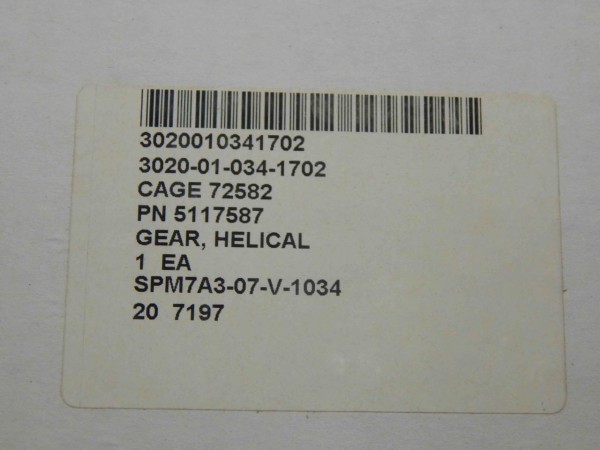 3020010341702
3020-01-034-1702
CAGE 72582
PN 5117587
GEAR, HELICAL
1 EA
SPM7A3-07-V-1034
20 7197